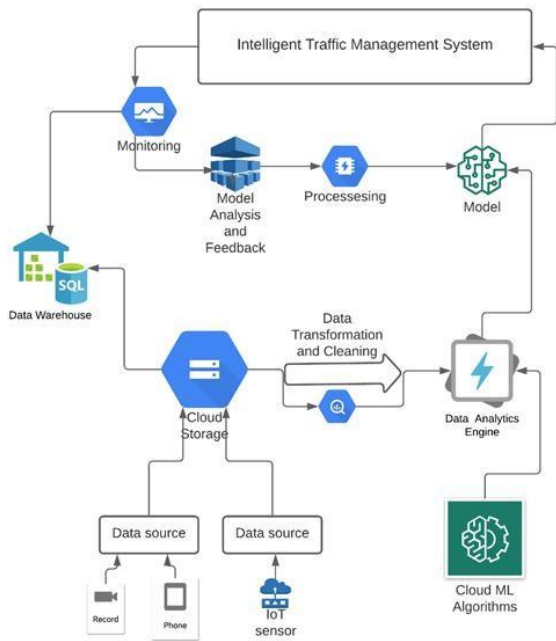 Intelligent Traffic Management System
Monitoring
Model
Analysis
and
Feedback
Processesing
Model
SQL
Data Warehouse
Data
Transformation
and Cleaning
Cloud
Storage
Data Analytics
Engine
Data source
Data source
Record
Phone
IoT
sensor
Cloud ML
Algorithms